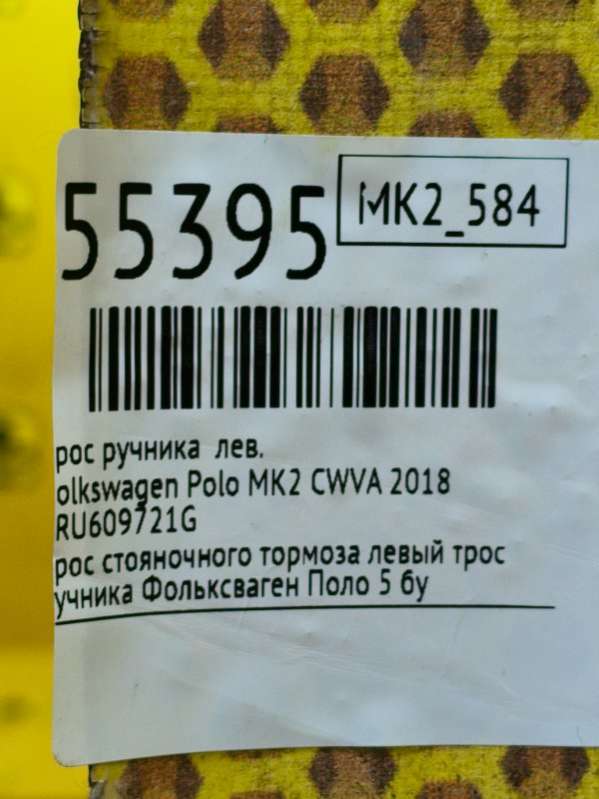 55395
MK2_584
рос ручника лев.
olkswagen Polo MK2 CWVA 2018
RU609721G
рос стояночного тормоза левый трос
учника Фольксваген Поло 5 бу